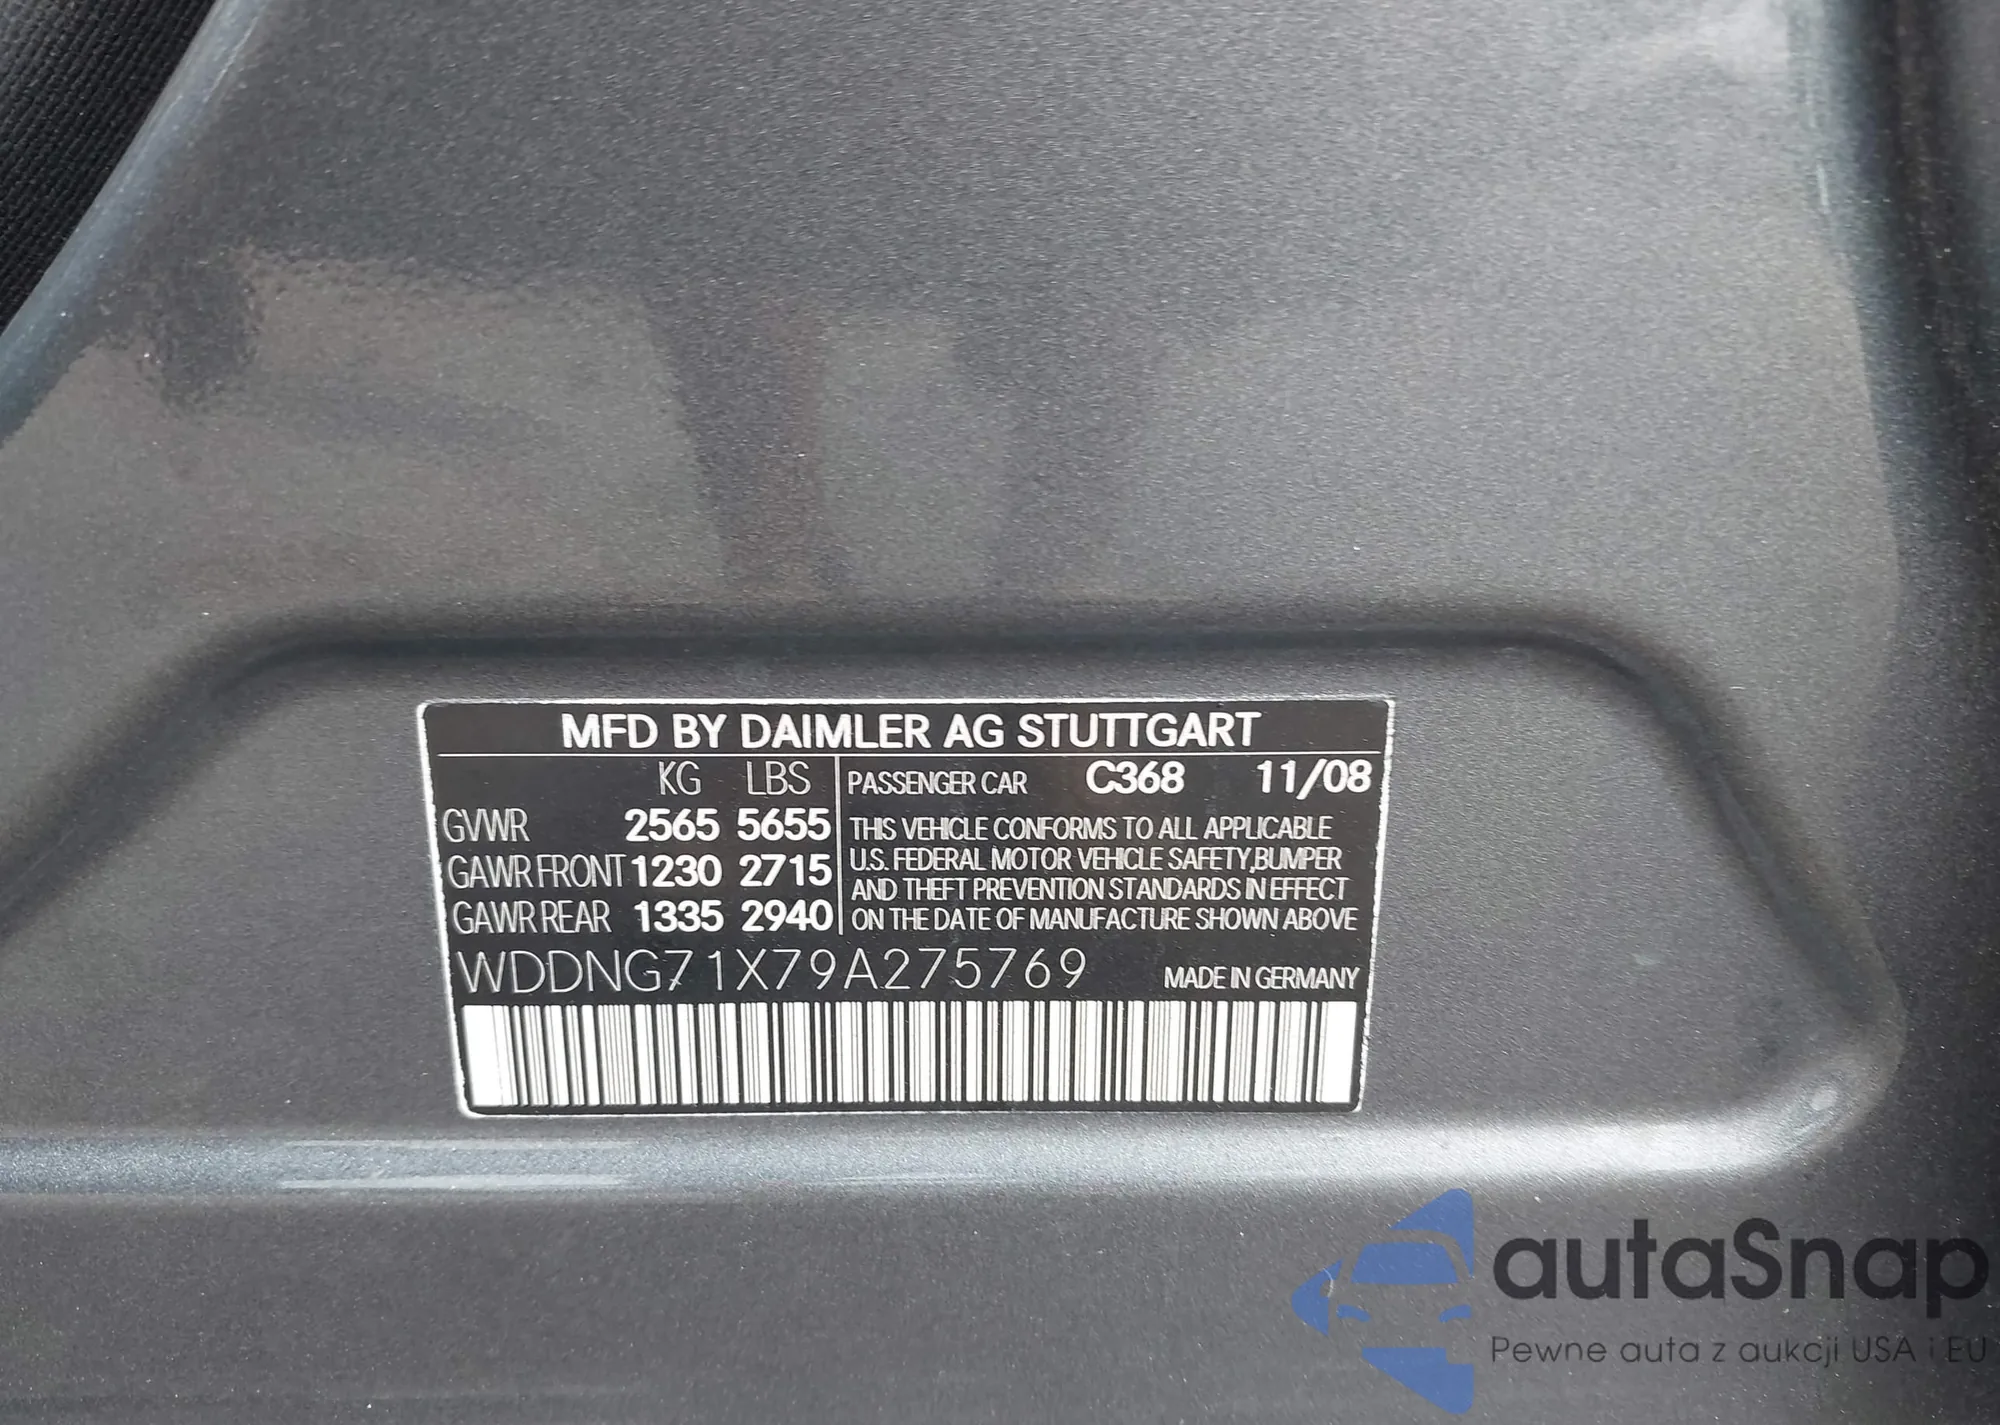 MFD BY DAIMLER AG STUTTGART
KG LBS
GVWR 2565 5655
GAWR FRONT 1230 2715
GAWR REAR 1335 2940
PASSENGER CAR C368 11/08
THIS VEHICLE CONFORMS TO ALL APPLICABLE
U.S. FEDERAL MOTOR VEHICLE SAFETY,BUMPER
AND THEFT PREVENTION STANDARDS IN EFFECT
ON THE DATE OF MANUFACTURE SHOWN ABOVE
WDDNG71X79A275769
MADE IN GERMANY
autaSnap
Pewne auta z aukcji USA i EU